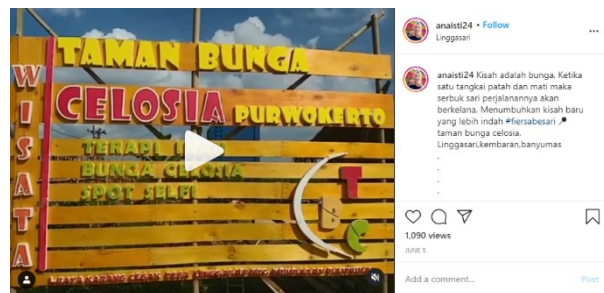 TAMAN BUNGA
CELOSIA PURWOKERTO
WISATA
TERAPI
BUNGA CELOSIA
SPOT SELFI
T
B
C
anaisti24 • Follow
Linggasari
anaisti24 Kisah adalah bunga. Ketika
satu tangkai patah dan mati maka
serbuk sari perjalanannya akan
berkelana. Menumbuhkan kisah baru
yang lebih indah #fiersabesari
taman bunga celosia.
Linggasari,kembaran,banyumas
.
.
.
.
.
1,090 views
JUNE 5
Add a comment...
Post